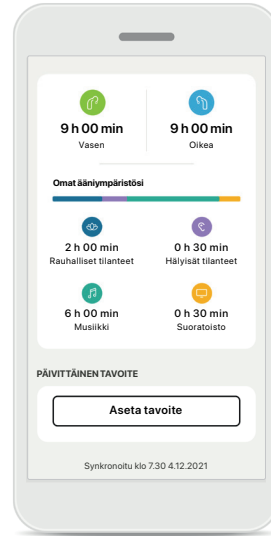 9 h 00 min 9 h 00 min
Vasen Oikea
Omat ääniympäristösi
2 h 00 min 0 h 30 min
Rauhalliset tilanteet Hälyisät tilanteet
6 h 00 min 0 h 30 min
Musiikki Suoratoisto
PÄIVITTÄINEN TAVOITE
Aseta tavoite
Synkronoitu klo 7.30 4.12.2021